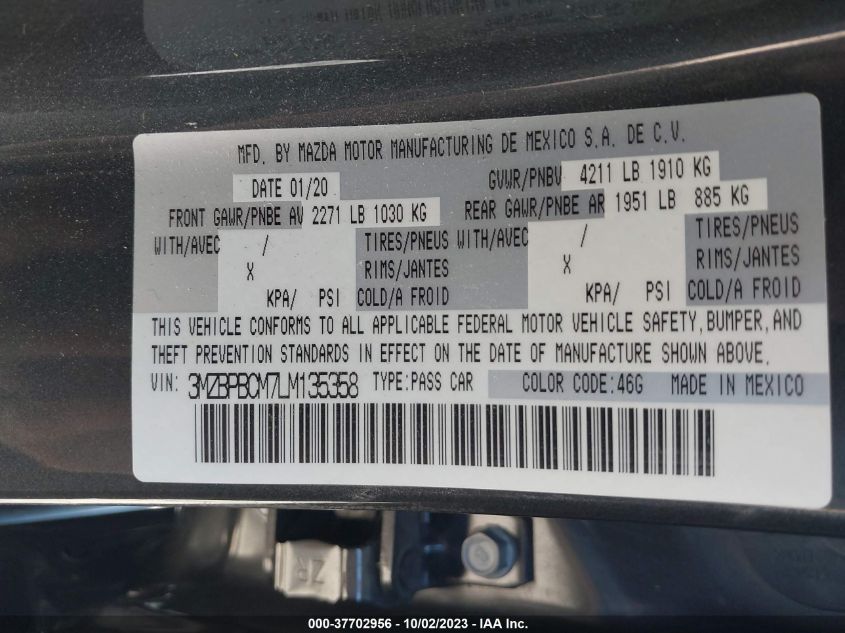 MFD. BY MAZDA MOTOR MANUFACTURING DE MEXICO S.A. DE C.V.
DATE 01/20 GVWR/PNBV 4211 LB 1910 KG
FRONT GAWR/PNBE AV 2271 LB 1030 KG REAR GAWR/PNBE AR 1951 LB 885 KG
WITH/AVEC / TIRES/PNEUS WITH/AVEC / TIRES/PNEUS
X RIMS/JANTES X RIMS/JANTES
KPA/ PSI COLD/A FROID KPA/ PSI COLD/A FROID
THIS VEHICLE CONFORMS TO ALL APPLICABLE FEDERAL MOTOR VEHICLE SAFETY, BUMPER, AND
THEFT PREVENTION STANDARDS IN EFFECT ON THE DATE OF MANUFACTURE SHOWN ABOVE.
VIN: 3MZBPBCM7LM135358 TYPE:PASS CAR COLOR CODE:46G MADE IN MEXICO
ZR
000-37702956 - 10/02/2023 - IAA Inc.